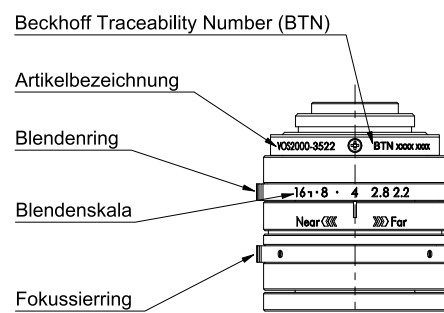 Beckhoff Traceability Number (BTN)
Artikelbezeichnung
VOS2000-3522 BTN xxxx xxxx
Blendenring
16 · 8 · 4 2.8 2.2
Blendenskala
Near Far
Fokussierring